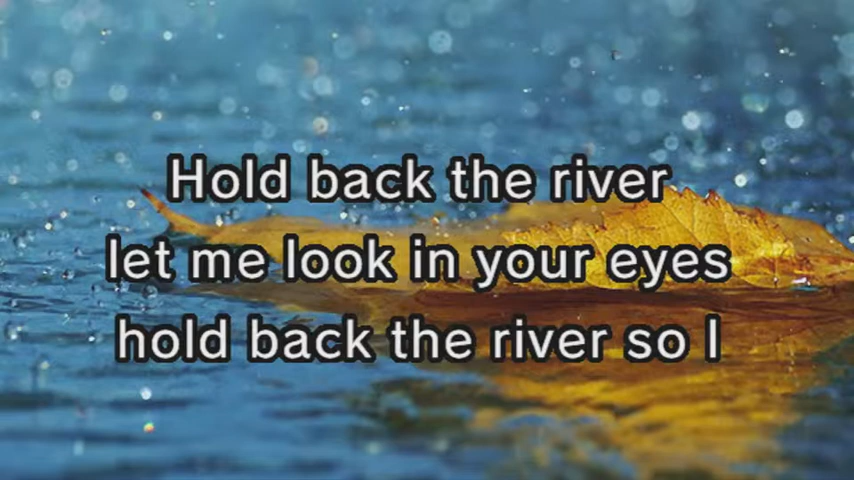 Hold back the river
let me look in your eyes
hold back the river so I